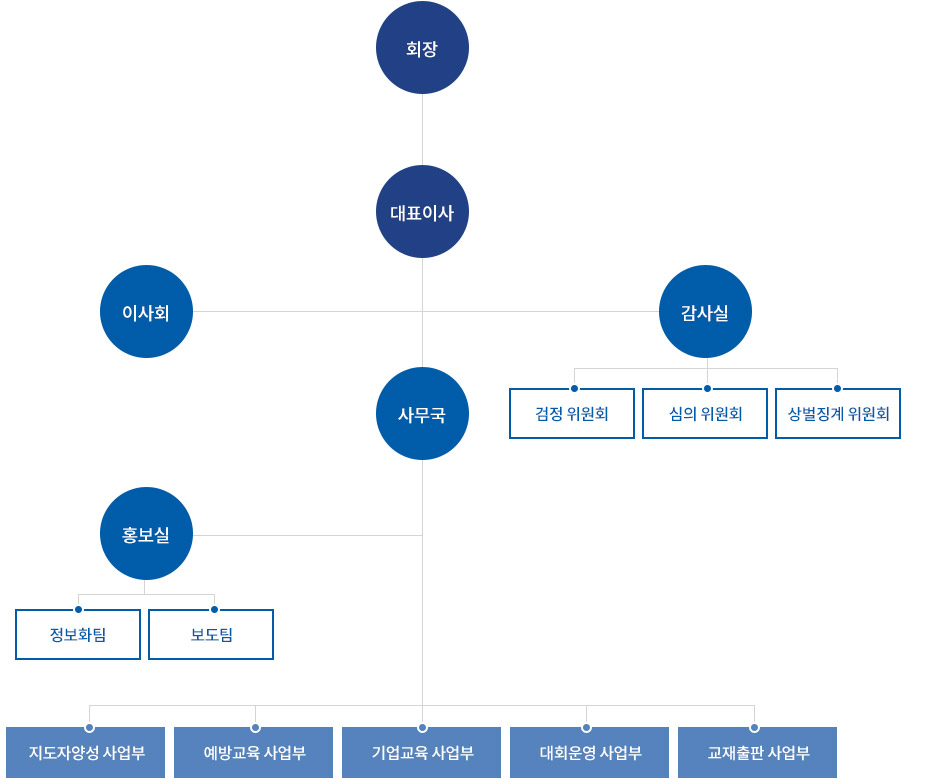 회장
대표이사
이사회
감사실
사무국
검정 위원회
심의 위원회
상벌징계 위원회
홍보실
정보화팀
보도팀
지도자양성 사업부
예방교육 사업부
기업교육 사업부
대회운영 사업부
교재출판 사업부